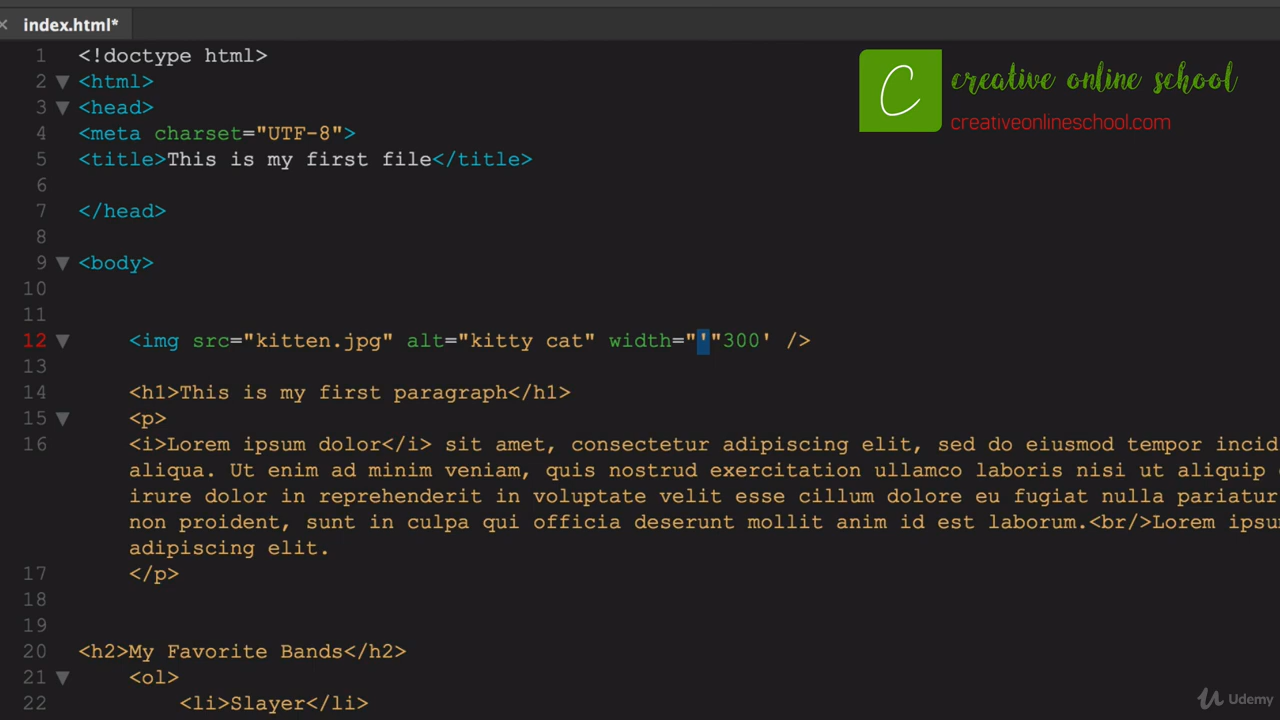 index.html*
1 <!doctype html>
2 <html>
3 <head>
4 <meta charset="UTF-8">
5 <title>This is my first file</title>
6
7 </head>
8
9 <body>
10
11
12 <img src="kitten.jpg" alt="kitty cat" width="'"300' />
13
14 <h1>This is my first paragraph</h1>
15 <p>
16 <i>Lorem ipsum dolor</i> sit amet, consectetur adipiscing elit, sed do eiusmod tempor incid
aliqua. Ut enim ad minim veniam, quis nostrud exercitation ullamco laboris nisi ut aliquip
irure dolor in reprehenderit in voluptate velit esse cillum dolore eu fugiat nulla pariatur
non proident, sunt in culpa qui officia deserunt mollit anim id est laborum.<br/>Lorem ipsu
adipiscing elit.
17 </p>
18
19
20 <h2>My Favorite Bands</h2>
21 <ol>
22 <li>Slayer</li>
C creative online school
creativeonlineschool.com
Udemy